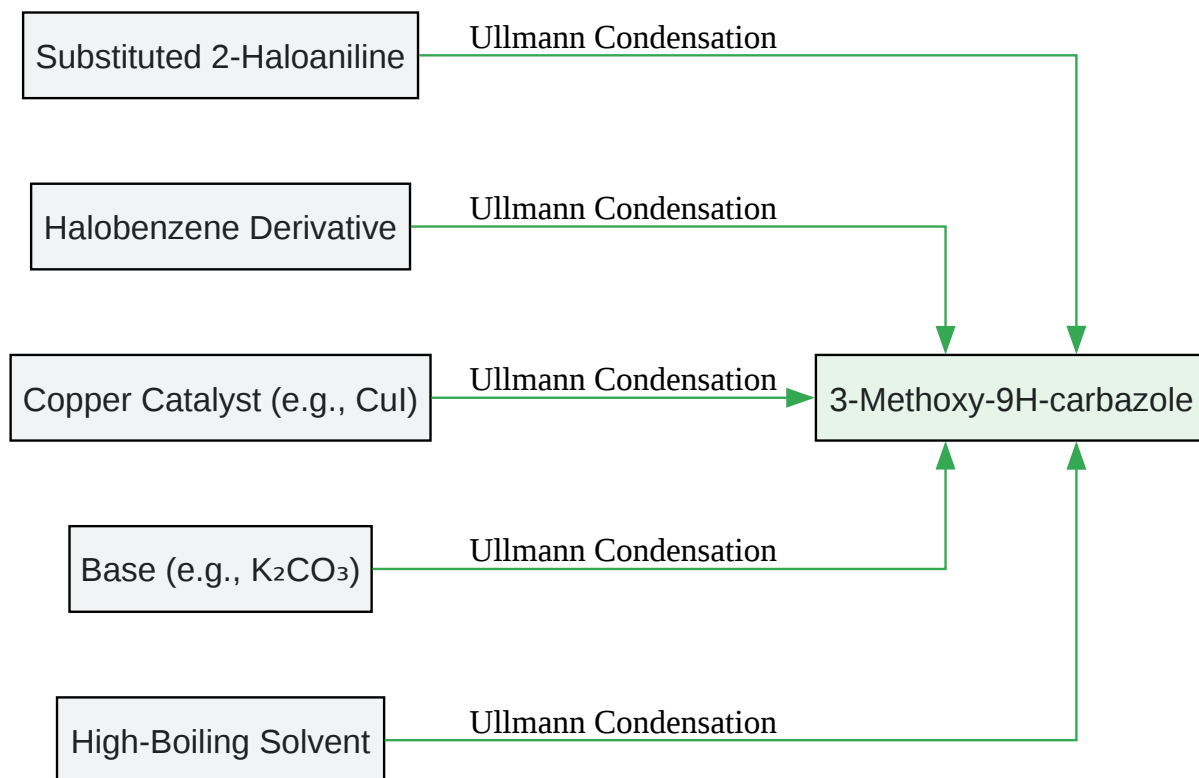 Substituted 2-Haloaniline
Ullmann Condensation
Halobenzene Derivative
Ullmann Condensation
Copper Catalyst (e.g., CuI)
Ullmann Condensation
3-Methoxy-9H-carbazole
Base (e.g., K₂CO₃)
Ullmann Condensation
High-Boiling Solvent
Ullmann Condensation